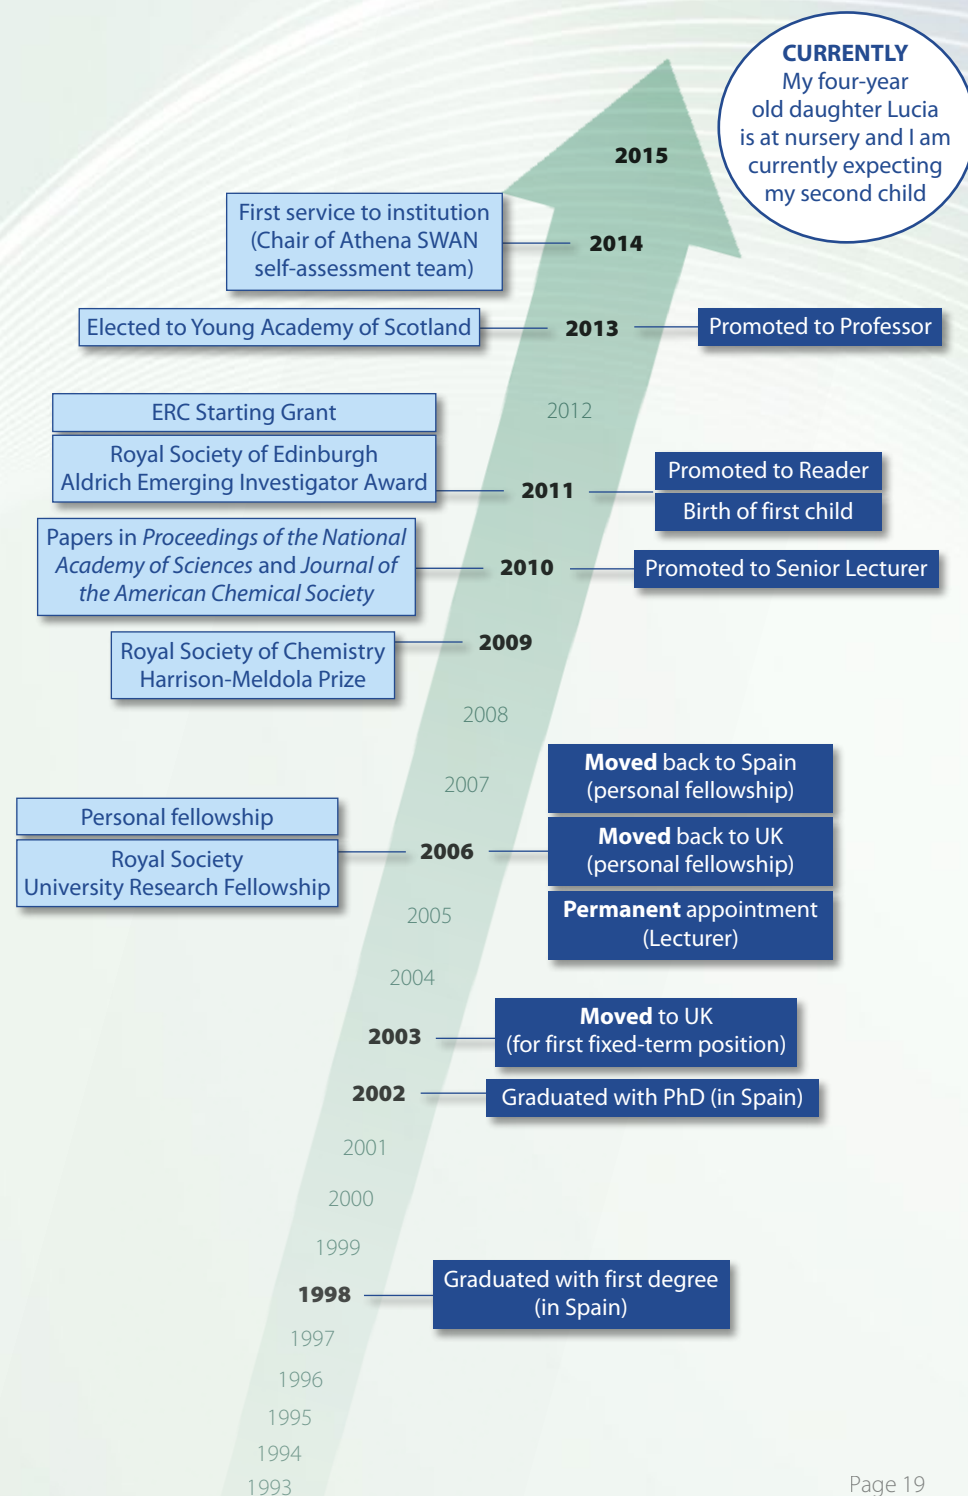 CURRENTLY
My four-year
old daughter Lucia
is at nursery and I am
currently expecting
my second child
2015
First service to institution
(Chair of Athena SWAN
self-assessment team)
2014
Elected to Young Academy of Scotland
2013
Promoted to Professor
ERC Starting Grant
2012
Royal Society of Edinburgh
Aldrich Emerging Investigator Award
2011
Promoted to Reader
Birth of first child
Papers in Proceedings of the National
Academy of Sciences and Journal of
the American Chemical Society
2010
Promoted to Senior Lecturer
Royal Society of Chemistry
Harrison-Meldola Prize
2009
2008
2007
Moved back to Spain
(personal fellowship)
Personal fellowship
Royal Society
University Research Fellowship
2006
Moved back to UK
(personal fellowship)
Permanent appointment
(Lecturer)
2005
2004
2003
Moved to UK
(for first fixed-term position)
2002
Graduated with PhD (in Spain)
2001
2000
1999
1998
Graduated with first degree
(in Spain)
1997
1996
1995
1994
1993
Page 19